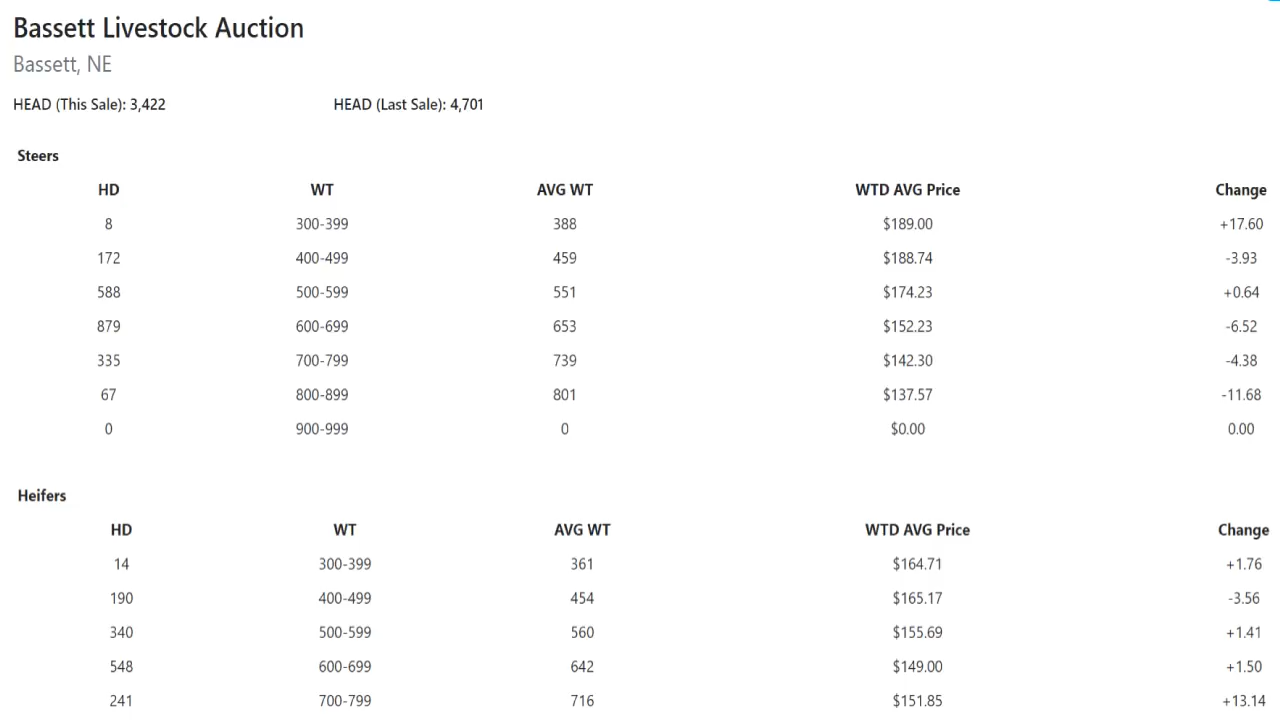 Bassett Livestock Auction
Bassett, NE
HEAD (This Sale): 3,422 HEAD (Last Sale): 4,701
Steers
HD WT AVG WT WTD AVG Price Change
8 300-399 388 $189.00 +17.60
172 400-499 459 $188.74 -3.93
588 500-599 551 $174.23 +0.64
879 600-699 653 $152.23 -6.52
335 700-799 739 $142.30 -4.38
67 800-899 801 $137.57 -11.68
0 900-999 0 $0.00 0.00
Heifers
HD WT AVG WT WTD AVG Price Change
14 300-399 361 $164.71 +1.76
190 400-499 454 $165.17 -3.56
340 500-599 560 $155.69 +1.41
548 600-699 642 $149.00 +1.50
241 700-799 716 $151.85 +13.14